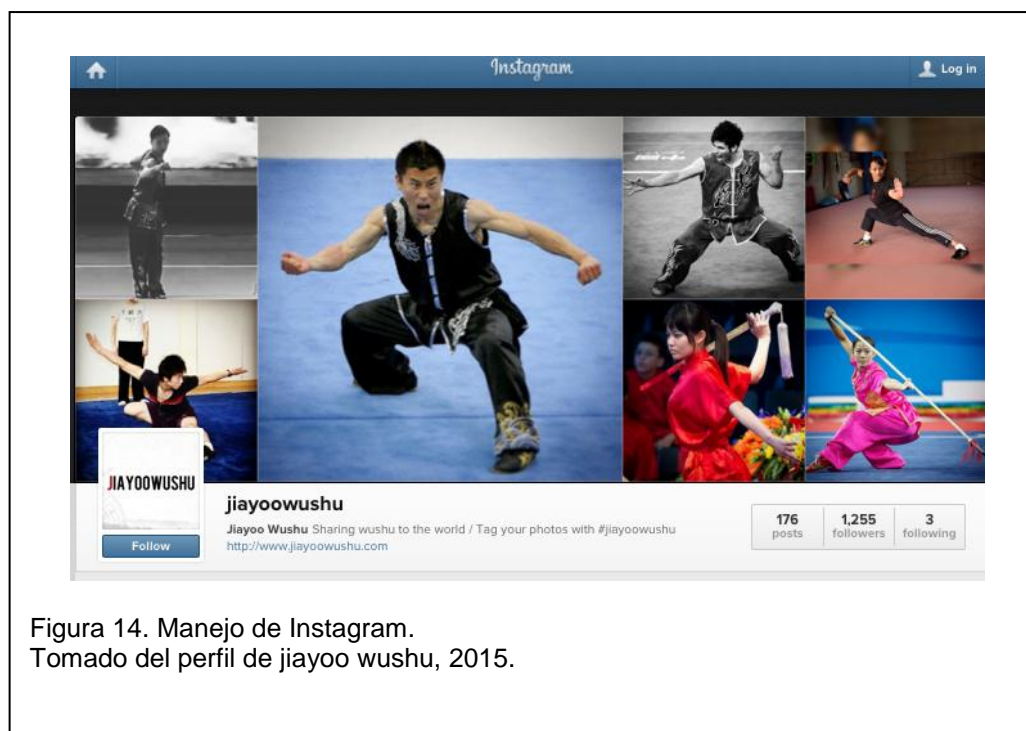 Instagram
Log in
JIAYOOWUSHU
Follow
jiayoowushu
Jiayoo Wushu Sharing wushu to the world / Tag your photos with #jiayoowushu
http://www.jiayoowushu.com
176
posts
1,255
followers
3
following
Figura 14. Manejo de Instagram.
Tomado del perfil de jiayoo wushu, 2015.